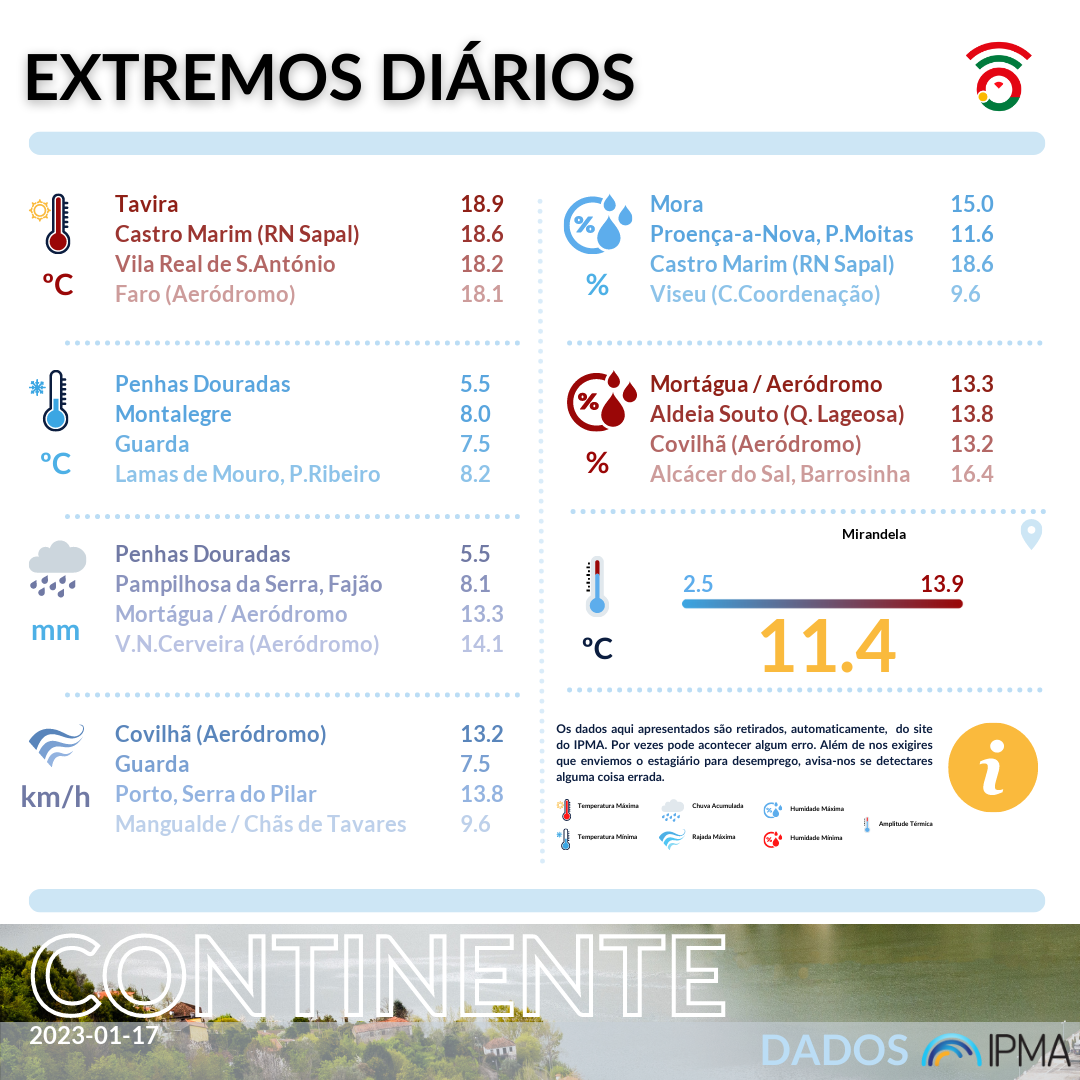 EXTREMOS DIÁRIOS
Tavira 18.9
Castro Marim (RN Sapal) 18.6
Vila Real de S.António 18.2
Faro (Aeródromo) 18.1
ºC
Penhas Douradas 5.5
Montalegre 8.0
Guarda 7.5
Lamas de Mouro, P.Ribeiro 8.2
ºC
Penhas Douradas 5.5
Pampilhosa da Serra, Fajão 8.1
Mortágua / Aeródromo 13.3
V.N.Cerveira (Aeródromo) 14.1
mm
Covilhã (Aeródromo) 13.2
Guarda 7.5
Porto, Serra do Pilar 13.8
Mangualde / Chãs de Tavares 9.6
km/h
%
Mora 15.0
Proença-a-Nova, P.Moitas 11.6
Castro Marim (RN Sapal) 18.6
Viseu (C.Coordenação) 9.6
%
%
Mortágua / Aeródromo 13.3
Aldeia Souto (Q. Lageosa) 13.8
Covilhã (Aeródromo) 13.2
Alcácer do Sal, Barrosinha 16.4
%
Mirandela
2.5 13.9
11.4
ºC
Os dados aqui apresentados são retirados, automaticamente, do site
do IPMA. Por vezes pode acontecer algum erro. Além de nos exigires
que enviemos o estagiário para desemprego, avisa-nos se detectares
alguma coisa errada.
i
Temperatura Máxima Chuva Acumulada Humidade Máxima
Amplitude Térmica
Temperatura Mínima Rajada Máxima Humidade Mínima
CONTINENTE
2023-01-17
DADOS IPMA